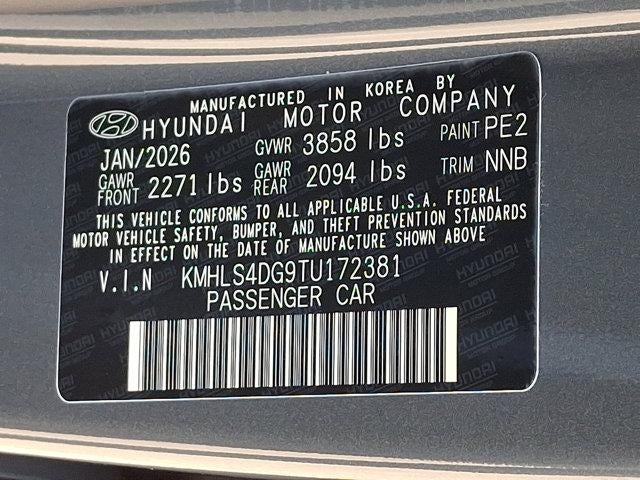 MANUFACTURED IN KOREA BY
HYUNDAI MOTOR COMPANY
JAN/2026 GVWR 3858 lbs PAINT PE2
GAWR FRONT 2271 lbs GAWR REAR 2094 lbs TRIM NNB
THIS VEHICLE CONFORMS TO ALL APPLICABLE U.S.A. FEDERAL
MOTOR VEHICLE SAFETY, BUMPER, AND THEFT PREVENTION STANDARDS
IN EFFECT ON THE DATE OF MANUFACTURE SHOWN ABOVE
V.I.N KMHLS4DG9TU172381
PASSENGER CAR